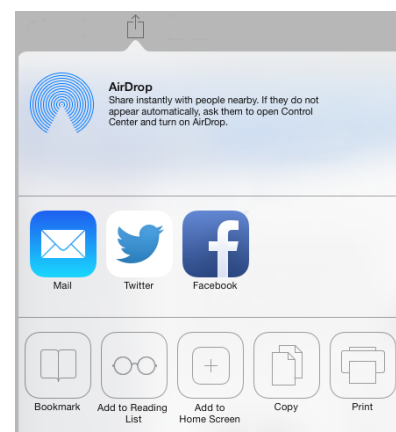 AirDrop
Share instantly with people nearby. If they do not
appear automatically, ask them to open Control
Center and turn on AirDrop.
Mail Twitter Facebook
Bookmark Add to Reading List Add to Home Screen Copy Print